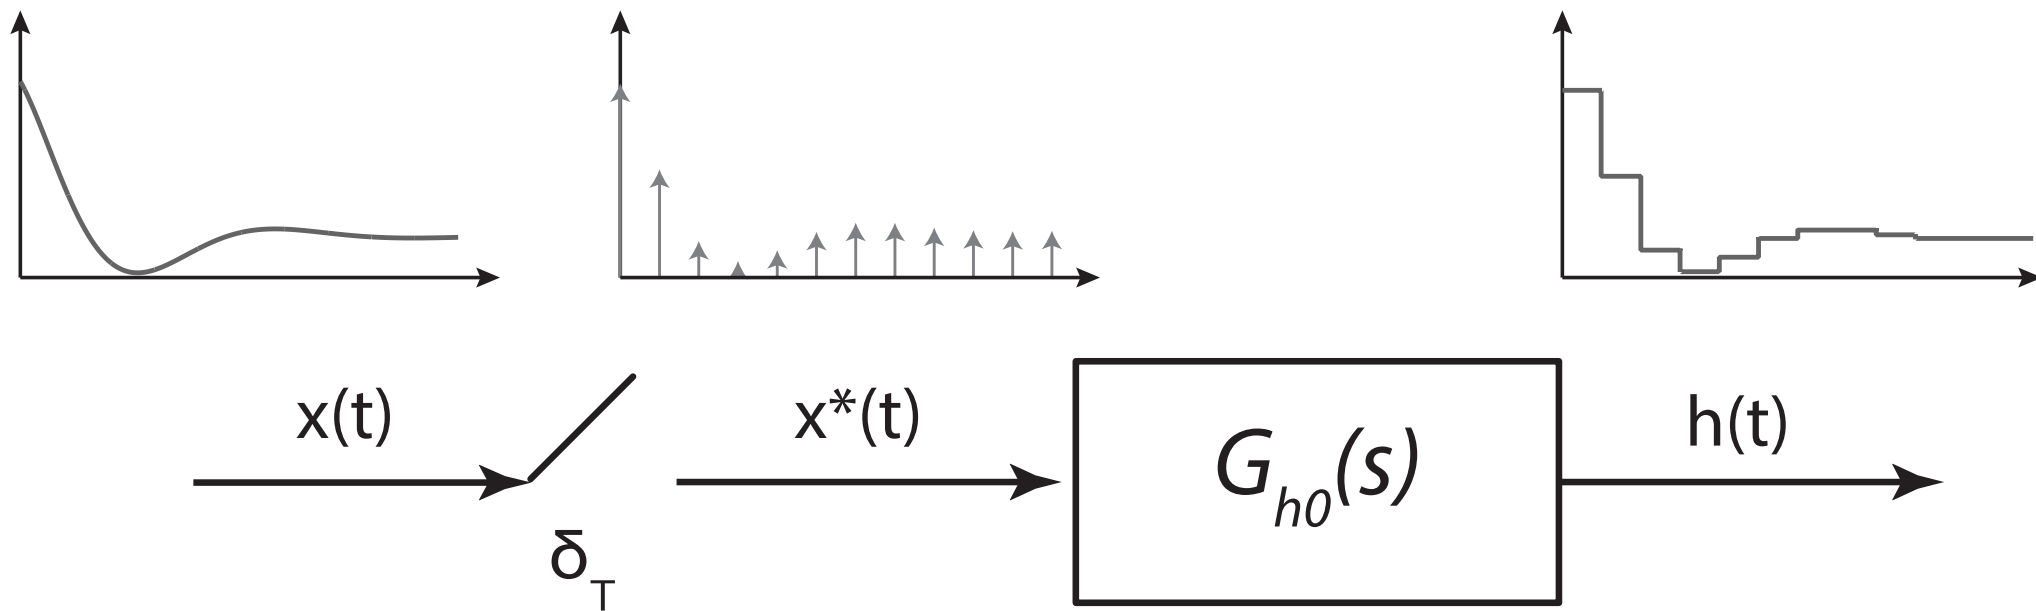 x(t)
x*(t)
h(t)
G_h0(s)
δ_T